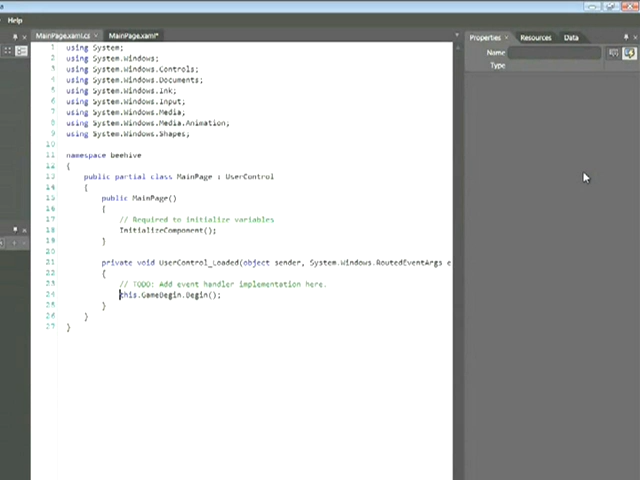 Help
MainPage.xaml.cs × MainPage.xaml*
Properties × Resources Data
Name
Type
1 using System;
2 using System.Windows;
3 using System.Windows.Controls;
4 using System.Windows.Documents;
5 using System.Windows.Ink;
6 using System.Windows.Input;
7 using System.Windows.Media;
8 using System.Windows.Media.Animation;
9 using System.Windows.Shapes;
10
11 namespace beehive
12 {
13 public partial class MainPage : UserControl
14 {
15 public MainPage()
16 {
17 // Required to initialize variables
18 InitializeComponent();
19 }
20
21 private void UserControl_Loaded(object sender, System.Windows.RoutedEventArgs e
22 {
23 // TODO: Add event handler implementation here.
24 this.GameBegin.Begin();
25 }
26 }
27 }